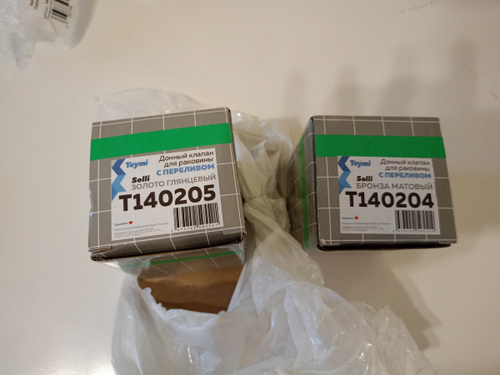 Teymi
Донный клапан
для раковины
С ПЕРЕЛИВОМ
Solli
ЗОЛОТО ГЛЯНЦЕВЫЙ
T140205
Teymi
Донный клапан
для раковины
С ПЕРЕЛИВОМ
Solli
БРОНЗА МАТОВЫЙ
T140204